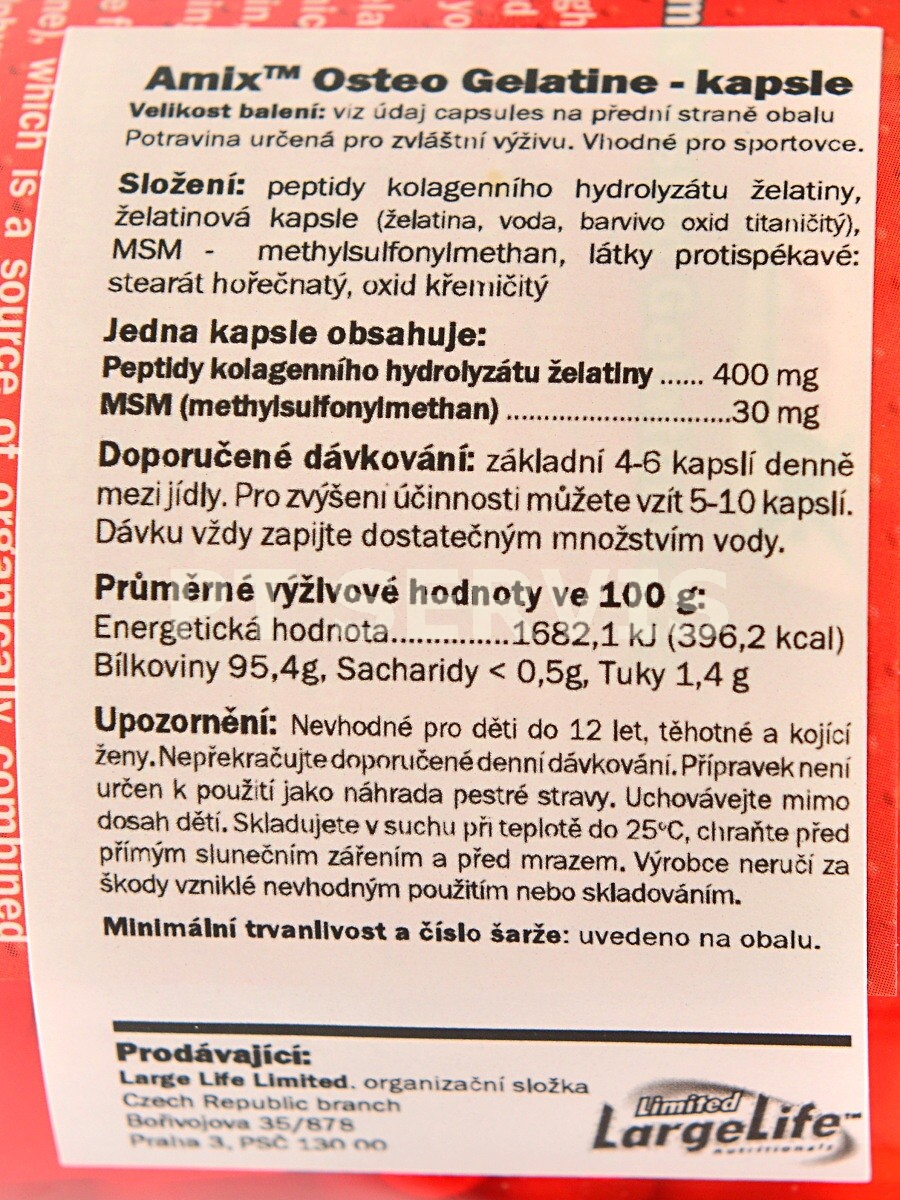 Amix™ Osteo Gelatine - kapsle
Velikost balení: viz údaj capsules na přední straně obalu
Potravina určená pro zvláštní výživu. Vhodné pro sportovce.
Složení: peptidy kolagenního hydrolyzátu želatiny,
želatinová kapsle (želatina, voda, barvivo oxid titaničitý),
MSM - methylsulfonylmethan, látky protispékavé:
stearát hořečnatý, oxid křemičitý
Jedna kapsle obsahuje:
Peptidy kolagenního hydrolyzátu želatiny ...... 400 mg
MSM (methylsulfonylmethan) ..............................30 mg
Doporučené dávkování: základní 4-6 kapslí denně
mezi jídly. Pro zvýšení účinnosti můžete vzít 5-10 kapslí.
Dávku vždy zapijte dostatečným množstvím vody.
Průměrné výživové hodnoty ve 100 g:
Energetická hodnota...............1682,1 kJ (396,2 kcal)
Bílkoviny 95,4g, Sacharidy < 0,5g, Tuky 1,4 g
Upozornění: Nevhodné pro děti do 12 let, těhotné a kojící
ženy. Nepřekračujte doporučené denní dávkování. Přípravek není
určen k použití jako náhrada pestré stravy. Uchovávejte mimo
dosah dětí. Skladujete v suchu při teplotě do 25°C, chraňte před
přímým slunečním zářením a před mrazem. Výrobce neručí za
škody vzniklé nevhodným použitím nebo skladováním.
Minimální trvanlivost a číslo šarže: uvedeno na obalu.
Prodávající:
Large Life Limited. organizační složka
Czech Republic branch
Bořivojova 35/878
Praha 3, PSČ 130 00
Limited
LargeLife™
Nutritionals
which is a source of organically combined
PT SERVES